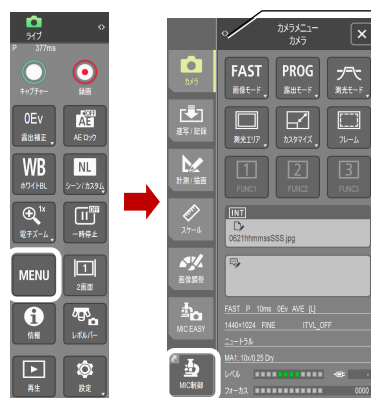 ライブ
P 377ms
キャプチャー
録画
0Ev
露出補正
OFF
AE
AE ロック
WB
ホワイトBL
NL
シーン/カスタム
1x
電子ズーム
OFF
一時停止
MENU
1
2画面
情報
レボルバー
再生
設定
カメラメニュー
カメラ
カメラ
連写/記録
計測/描画
スケール
画像調整
MIC EASY
MIC制御
FAST
画像モード
PROG
露出モード
測光モード
測光エリア
カスタマイズ
フレーム
1
FUNC1
2
FUNC2
3
FUNC3
INT
0621hhmmssSSS.jpg
FAST P 10ms 0Ev AVE [L]
1440×1024 FINE ITVL_OFF
ニュートラル
MA1: 10x/0.25 Dry
レベル -
フォーカス 0000